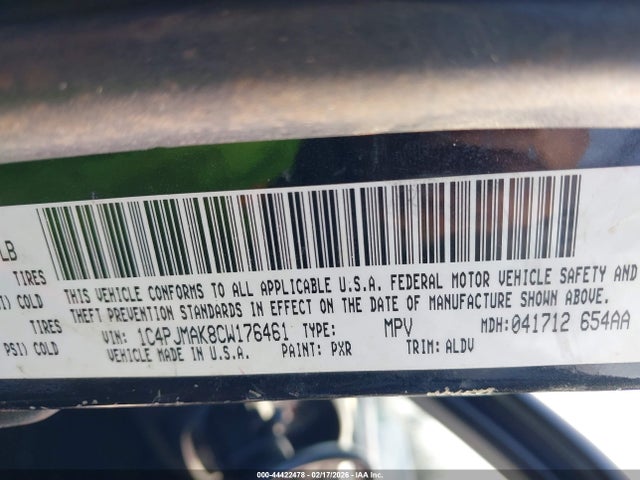 LB
TIRES
COLD
TIRES
PSI) COLD
THIS VEHICLE CONFORMS TO ALL APPLICABLE U.S.A. FEDERAL MOTOR VEHICLE SAFETY AND
THEFT PREVENTION STANDARDS IN EFFECT ON THE DATE OF MANUFACTURE SHOWN ABOVE.
VIN: 1C4PJMAK8CW176461 TYPE: MPV MDH:041712 654AA
VEHICLE MADE IN U.S.A. PAINT: PXR TRIM: ALDV
000-44422478 - 02/17/2026 - IAA Inc.